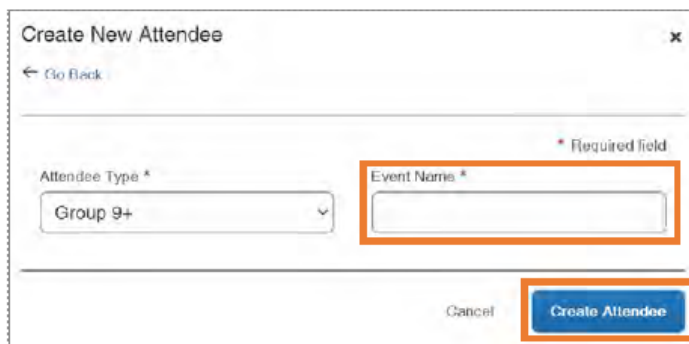 Create New Attendee x
← Go Back
* Required field
Attendee Type * Event Name *
Group 9+
Cancel Create Attendee